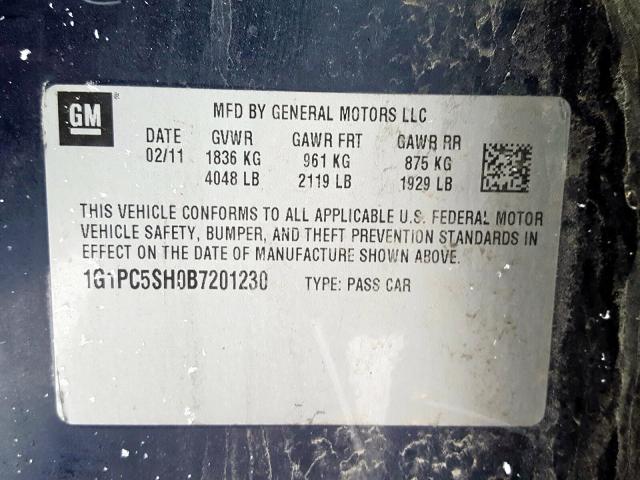 GM
MFD BY GENERAL MOTORS LLC
DATE GVWR GAWR FRT GAWR RR
02/11 1836 KG 961 KG 875 KG
4048 LB 2119 LB 1929 LB
THIS VEHICLE CONFORMS TO ALL APPLICABLE U.S. FEDERAL MOTOR
VEHICLE SAFETY, BUMPER, AND THEFT PREVENTION STANDARDS IN
EFFECT ON THE DATE OF MANUFACTURE SHOWN ABOVE.
1G1PC5SH0B7201230 TYPE: PASS CAR